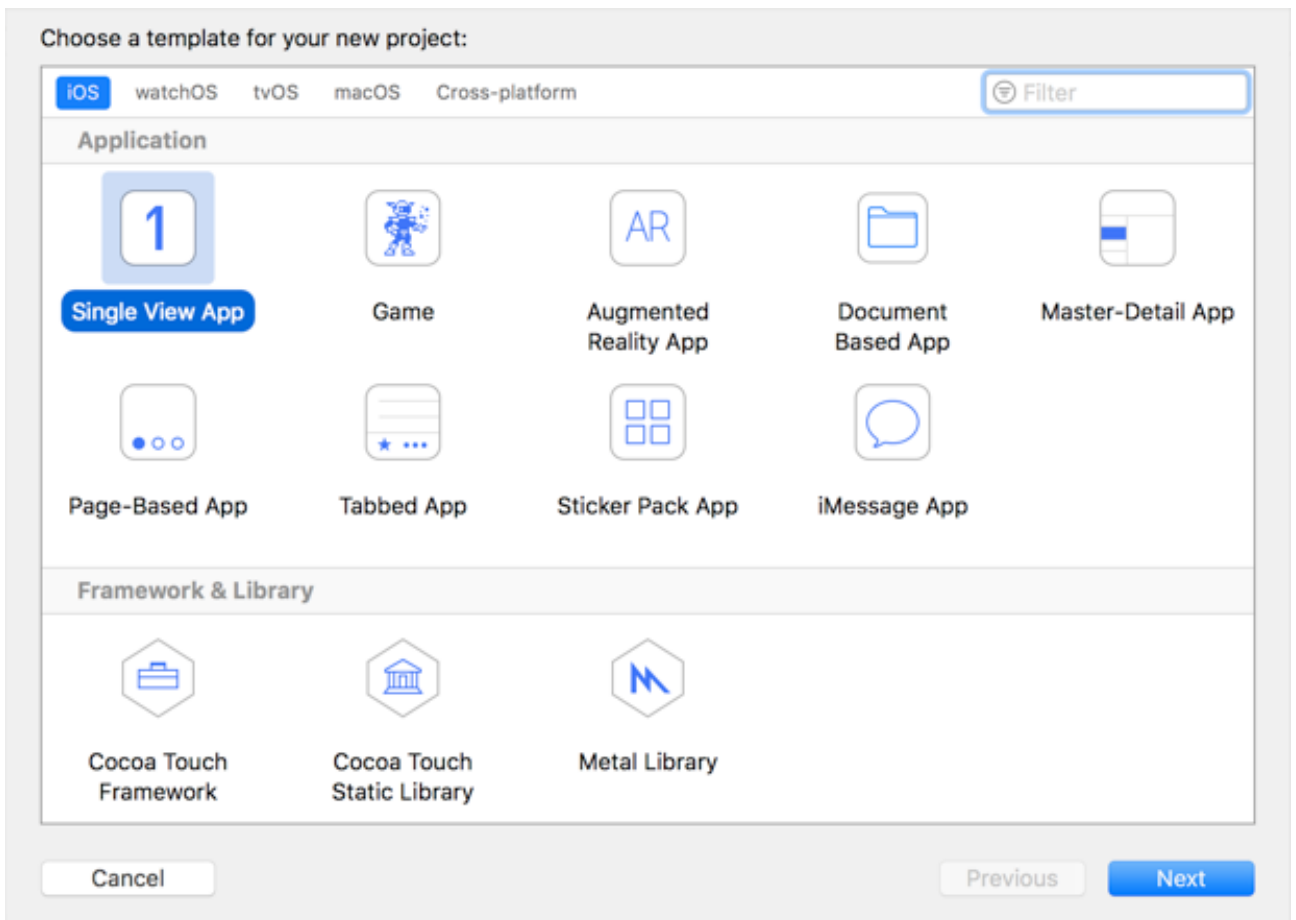 Choose a template for your new project:
iOS watchOS tvOS macOS Cross-platform Filter
Application
1
AR
Single View App Game Augmented Reality App Document Based App Master-Detail App
Page-Based App Tabbed App Sticker Pack App iMessage App
Framework & Library
Cocoa Touch Framework Cocoa Touch Static Library Metal Library
Cancel Previous Next